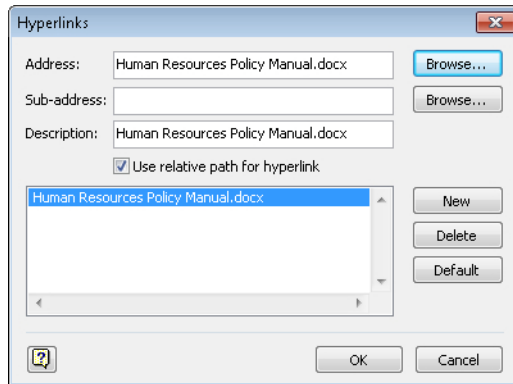 Hyperlinks
Address: Human Resources Policy Manual.docx Browse...
Sub-address: Browse...
Description: Human Resources Policy Manual.docx
Use relative path for hyperlink
Human Resources Policy Manual.docx
New
Delete
Default
OK Cancel